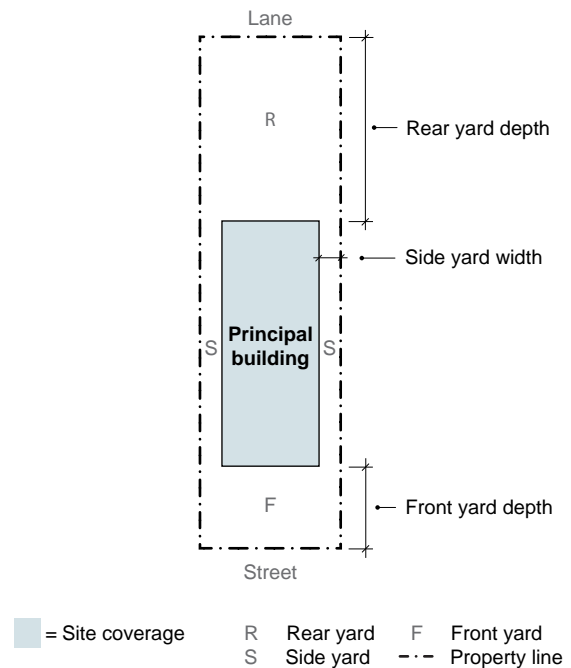 Lane
R
Rear yard depth
Side yard width
Principal
building
S
S
F
Front yard depth
Street
= Site coverage
R Rear yard
F Front yard
S Side yard
Property line